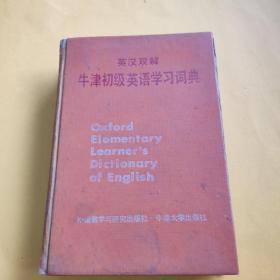 英汉双解
牛津初级英语学习词典
Oxford
Elementary
Learner's
Dictionary
of English
外语教学与研究出版社·牛津大学出版社